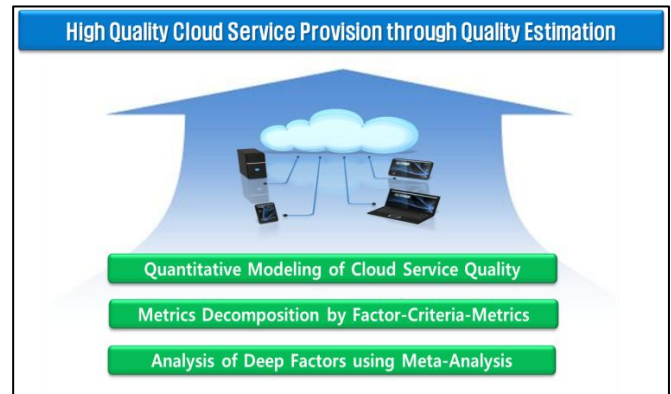 High Quality Cloud Service Provision through Quality Estimation
Quantitative Modeling of Cloud Service Quality
Metrics Decomposition by Factor-Criteria-Metrics
Analysis of Deep Factors using Meta-Analysis